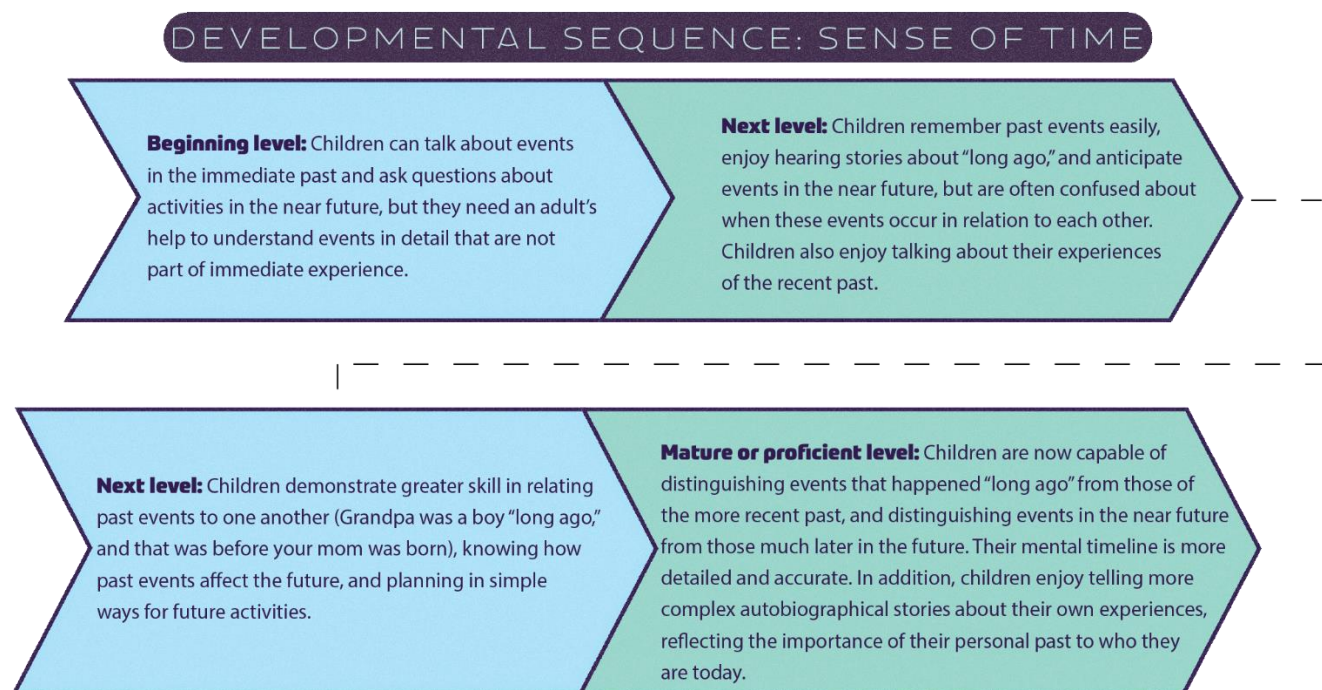 DEVELOPMENTAL SEQUENCE: SENSE OF TIME
Beginning level: Children can talk about events
in the immediate past and ask questions about
activities in the near future, but they need an adult's
help to understand events in detail that are not
part of immediate experience.
Next level: Children remember past events easily,
enjoy hearing stories about “long ago,” and anticipate
events in the near future, but are often confused about
when these events occur in relation to each other.
Children also enjoy talking about their experiences
of the recent past.
Next level: Children demonstrate greater skill in relating
past events to one another (Grandpa was a boy “long ago,”
and that was before your mom was born), knowing how
past events affect the future, and planning in simple
ways for future activities.
Mature or proficient level: Children are now capable of
distinguishing events that happened “long ago” from those of
the more recent past, and distinguishing events in the near future
from those much later in the future. Their mental timeline is more
detailed and accurate. In addition, children enjoy telling more
complex autobiographical stories about their own experiences,
reflecting the importance of their personal past to who they
are today.